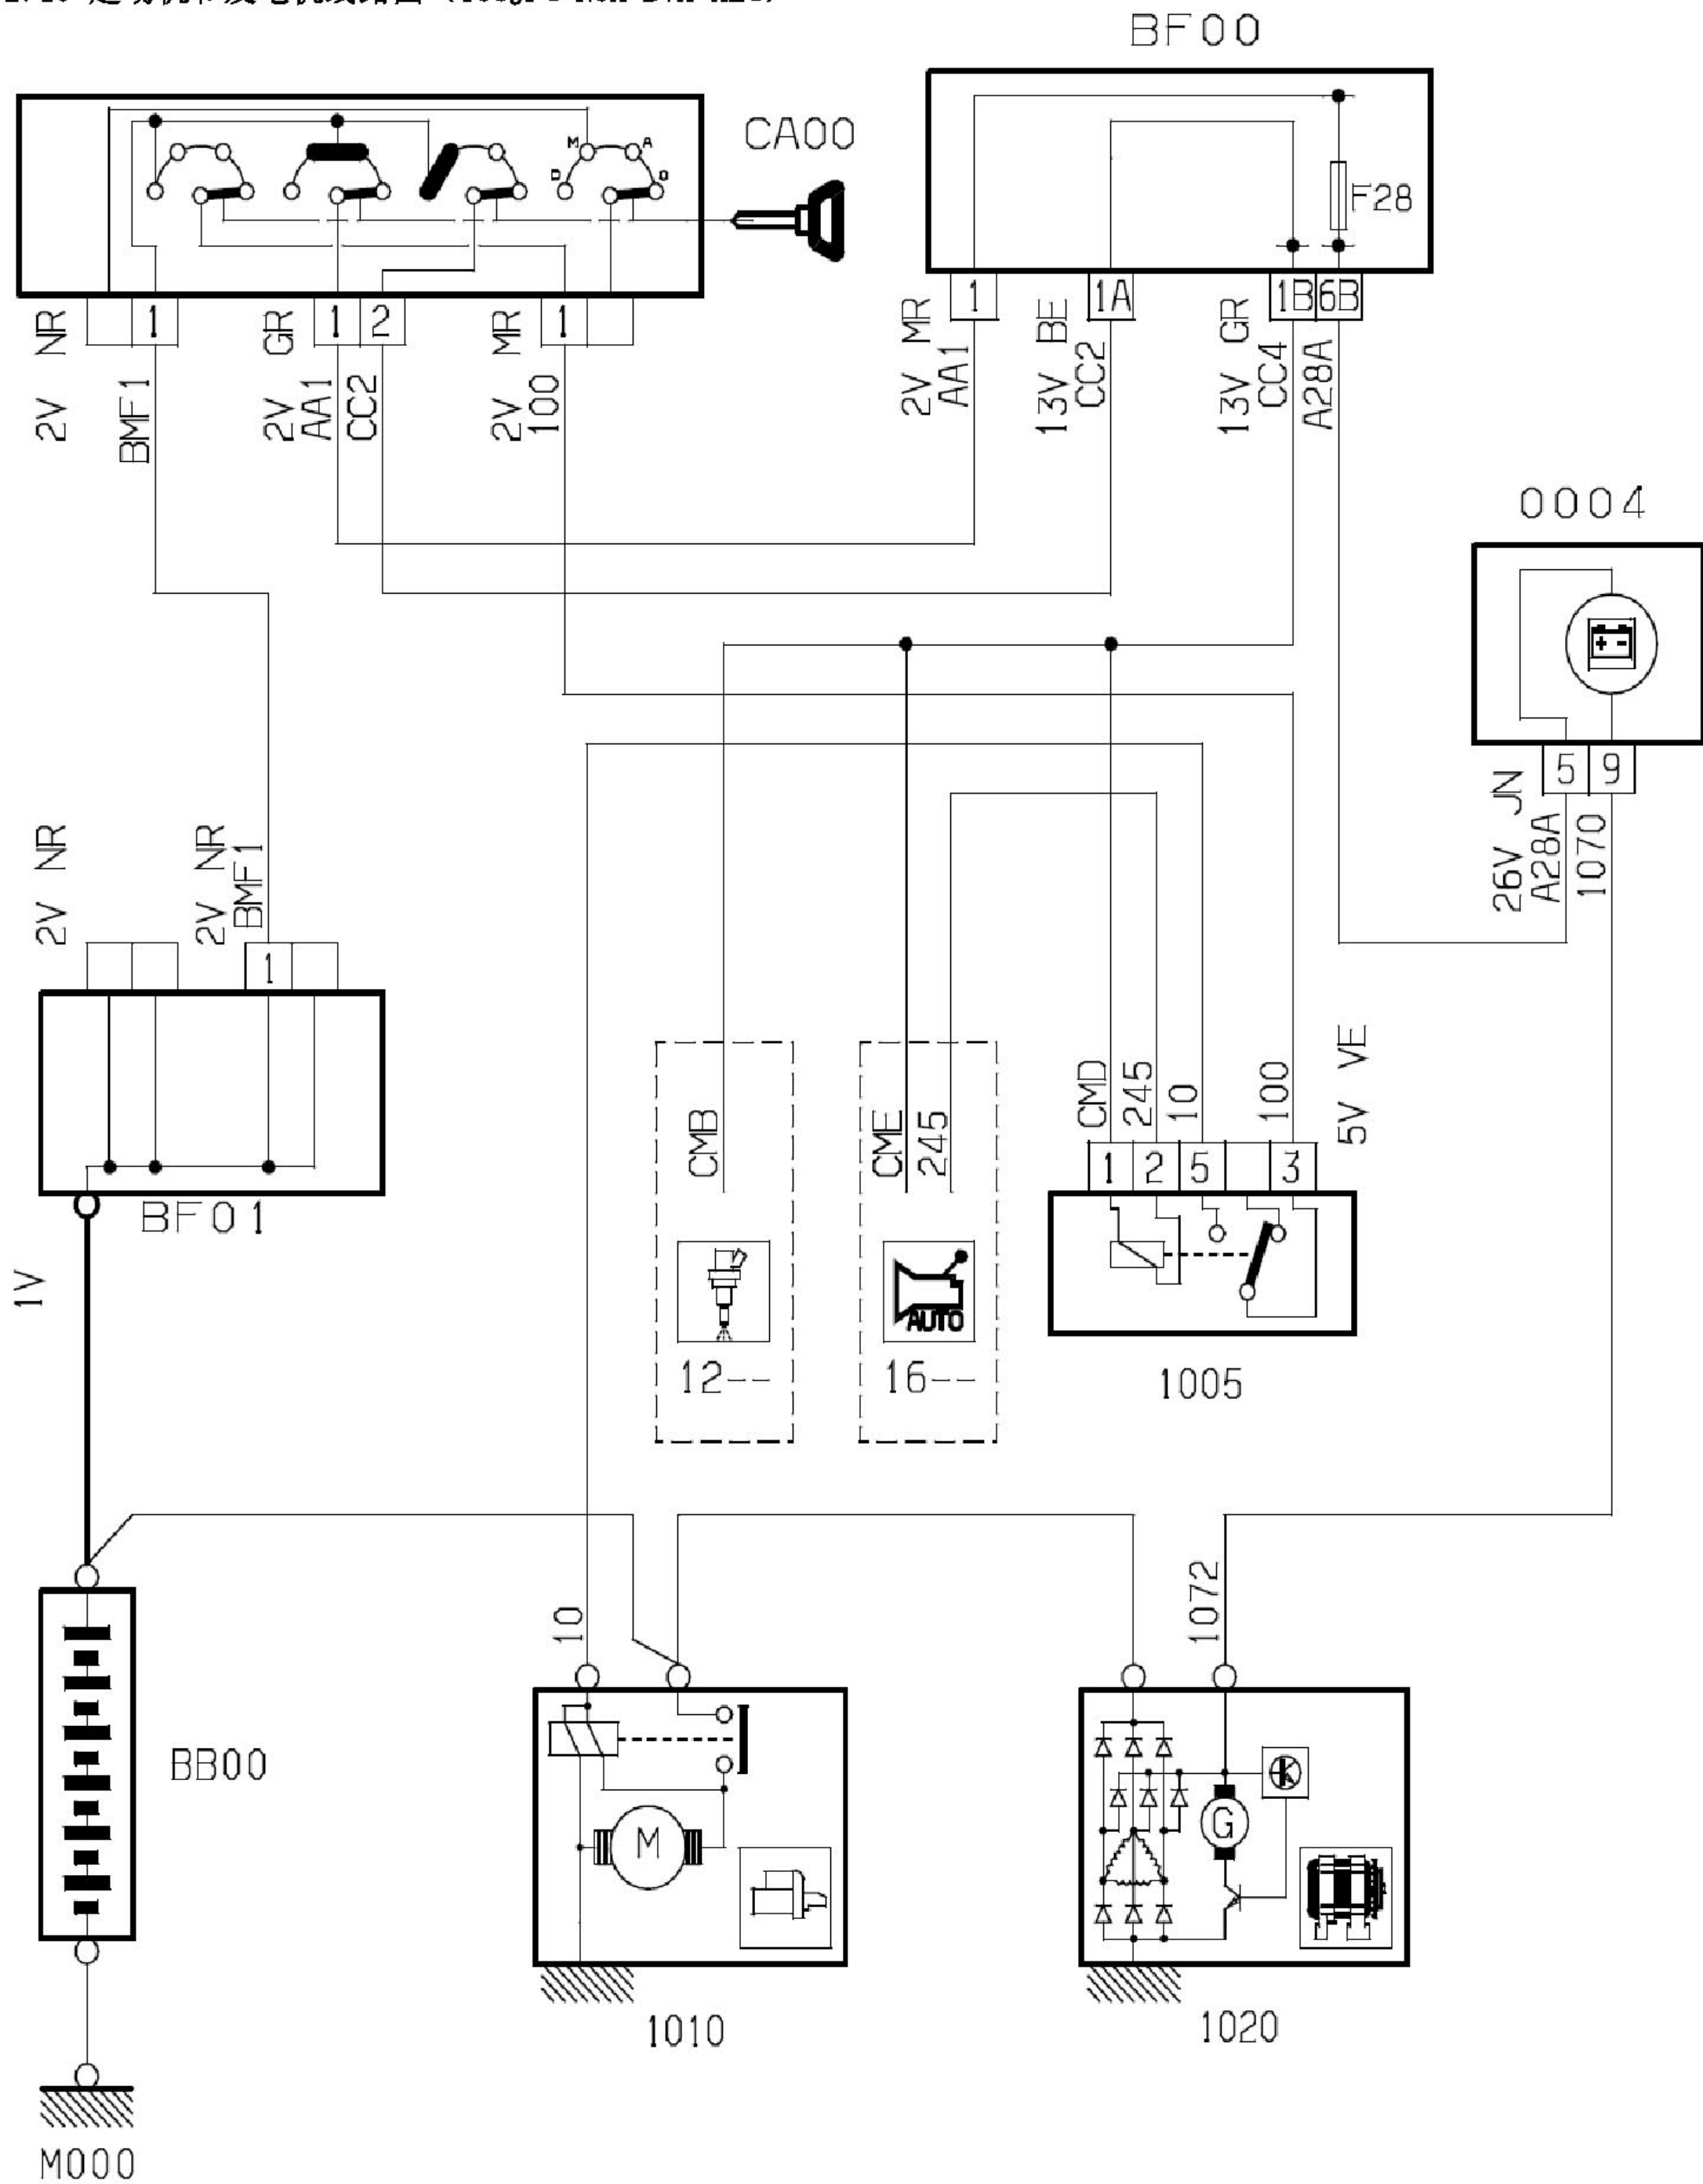 BF00
CA00
M
A
D
0
F28
1
1
2
1
1
1A
1B
6B
2V NR
BMF1
2V GR
AA1
CC2
2V MR
100
2V MR
AA1
13V BE
CC2
13V GR
CC4
A28A
0004
+ -
5
9
26V JN
A28A
1070
2V NR
2V NR
BMF1
1
BF01
1V
CMB
12--
CME
245
AUTO
16--
CMD
245
10
100
5V VE
1
2
5
3
1005
10
1072
BB00
M
G
1010
1020
M000